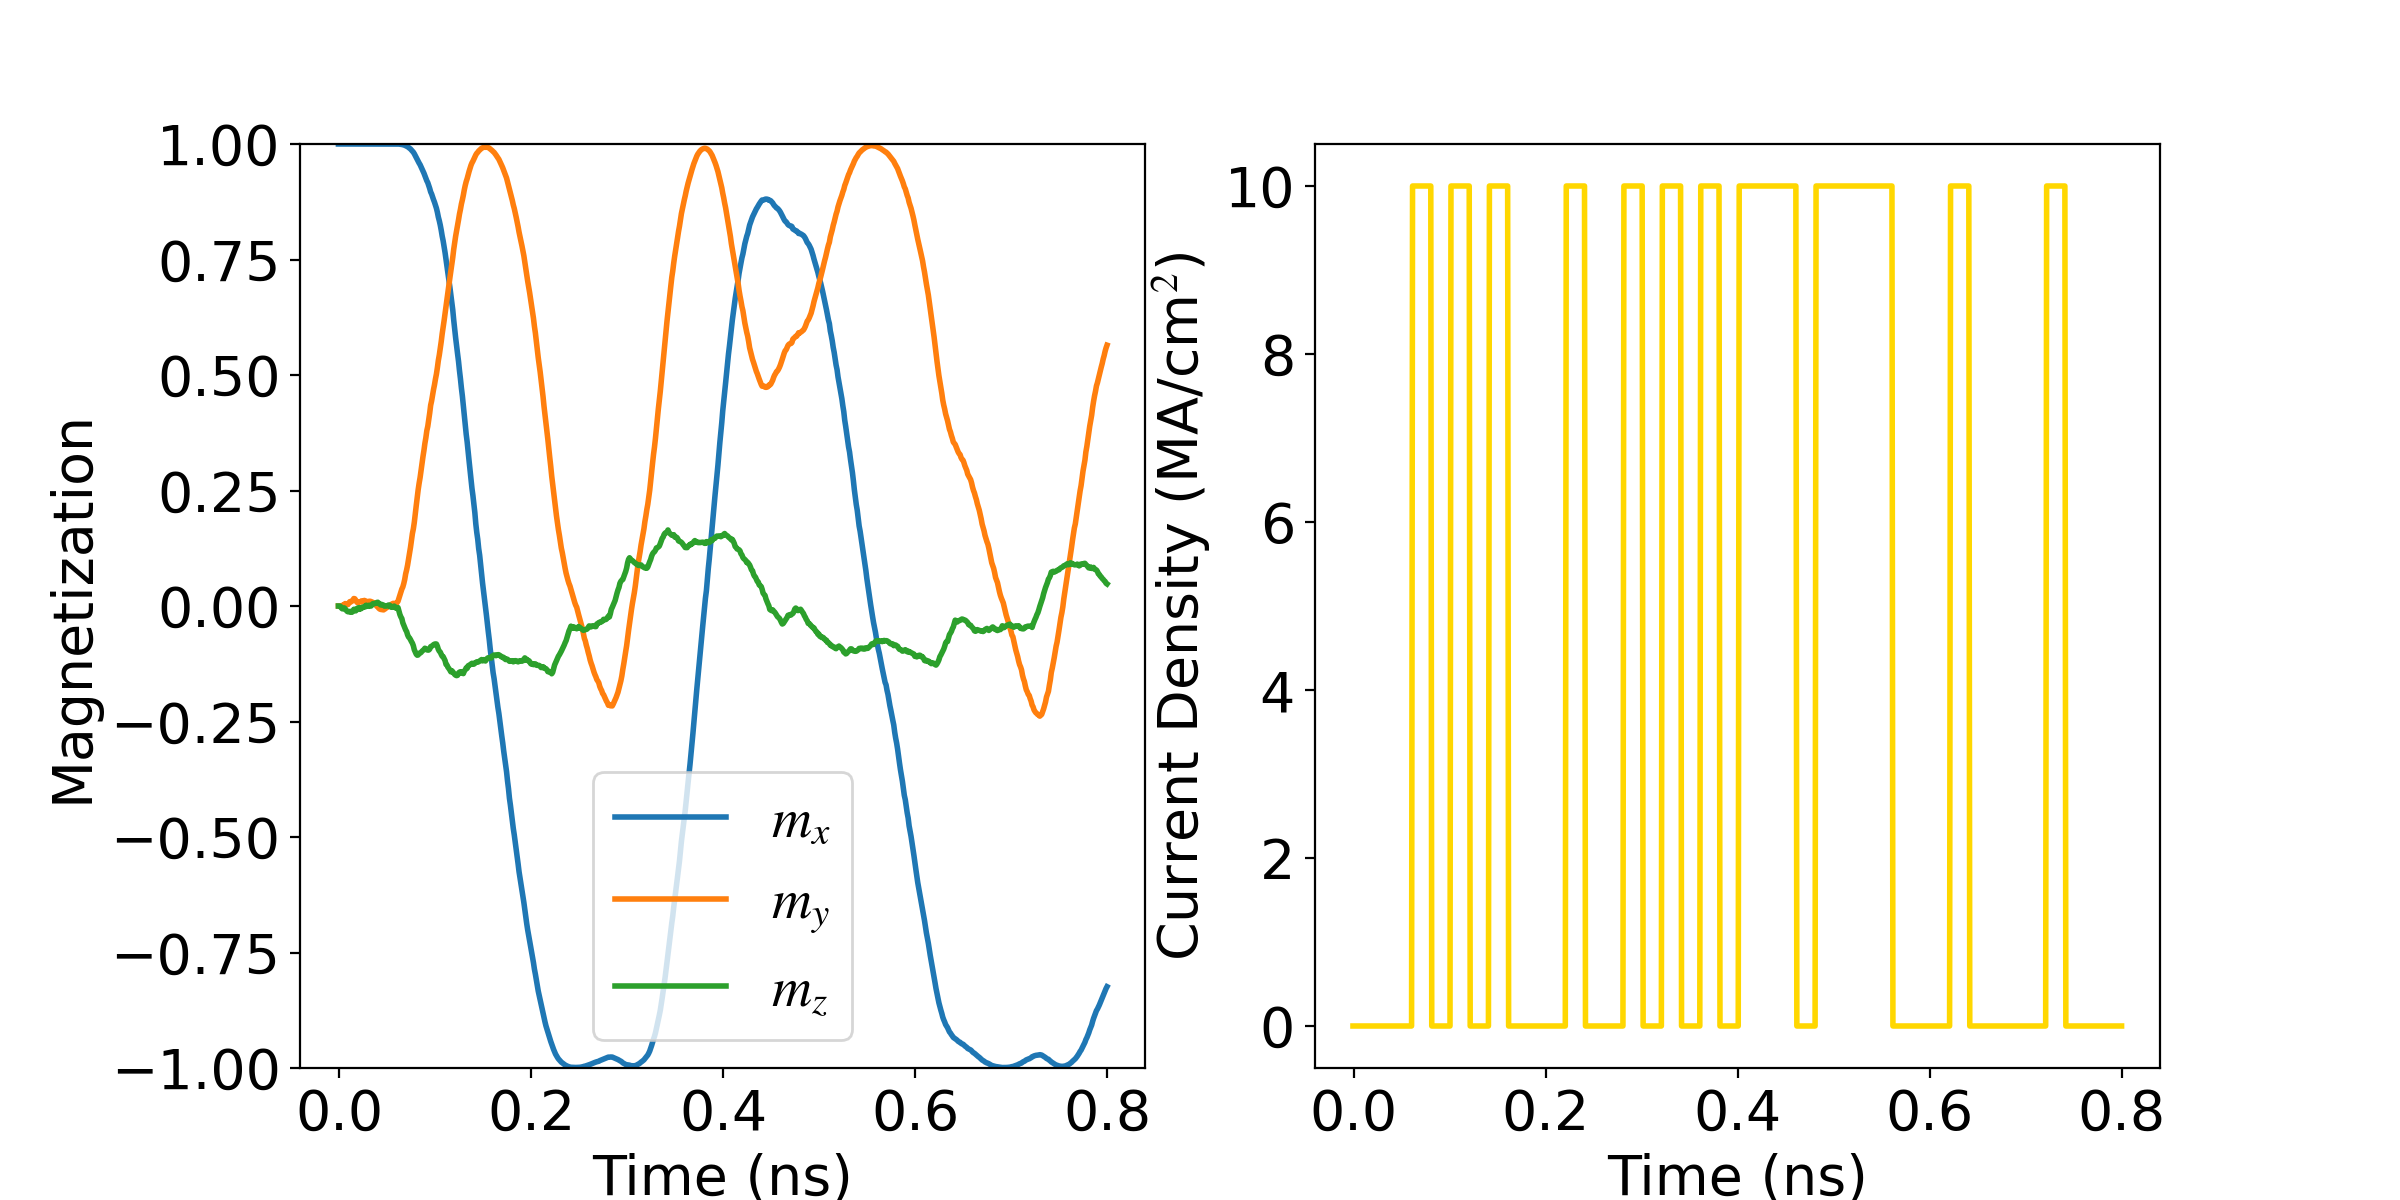 Magnetization
1.00
0.75
0.50
0.25
0.00
−0.25
−0.50
−0.75
−1.00
0.0 0.2 0.4 0.6 0.8
Time (ns)
m_x
m_y
m_z
Current Density (MA/cm²)
10
8
6
4
2
0
0.0 0.2 0.4 0.6 0.8
Time (ns)